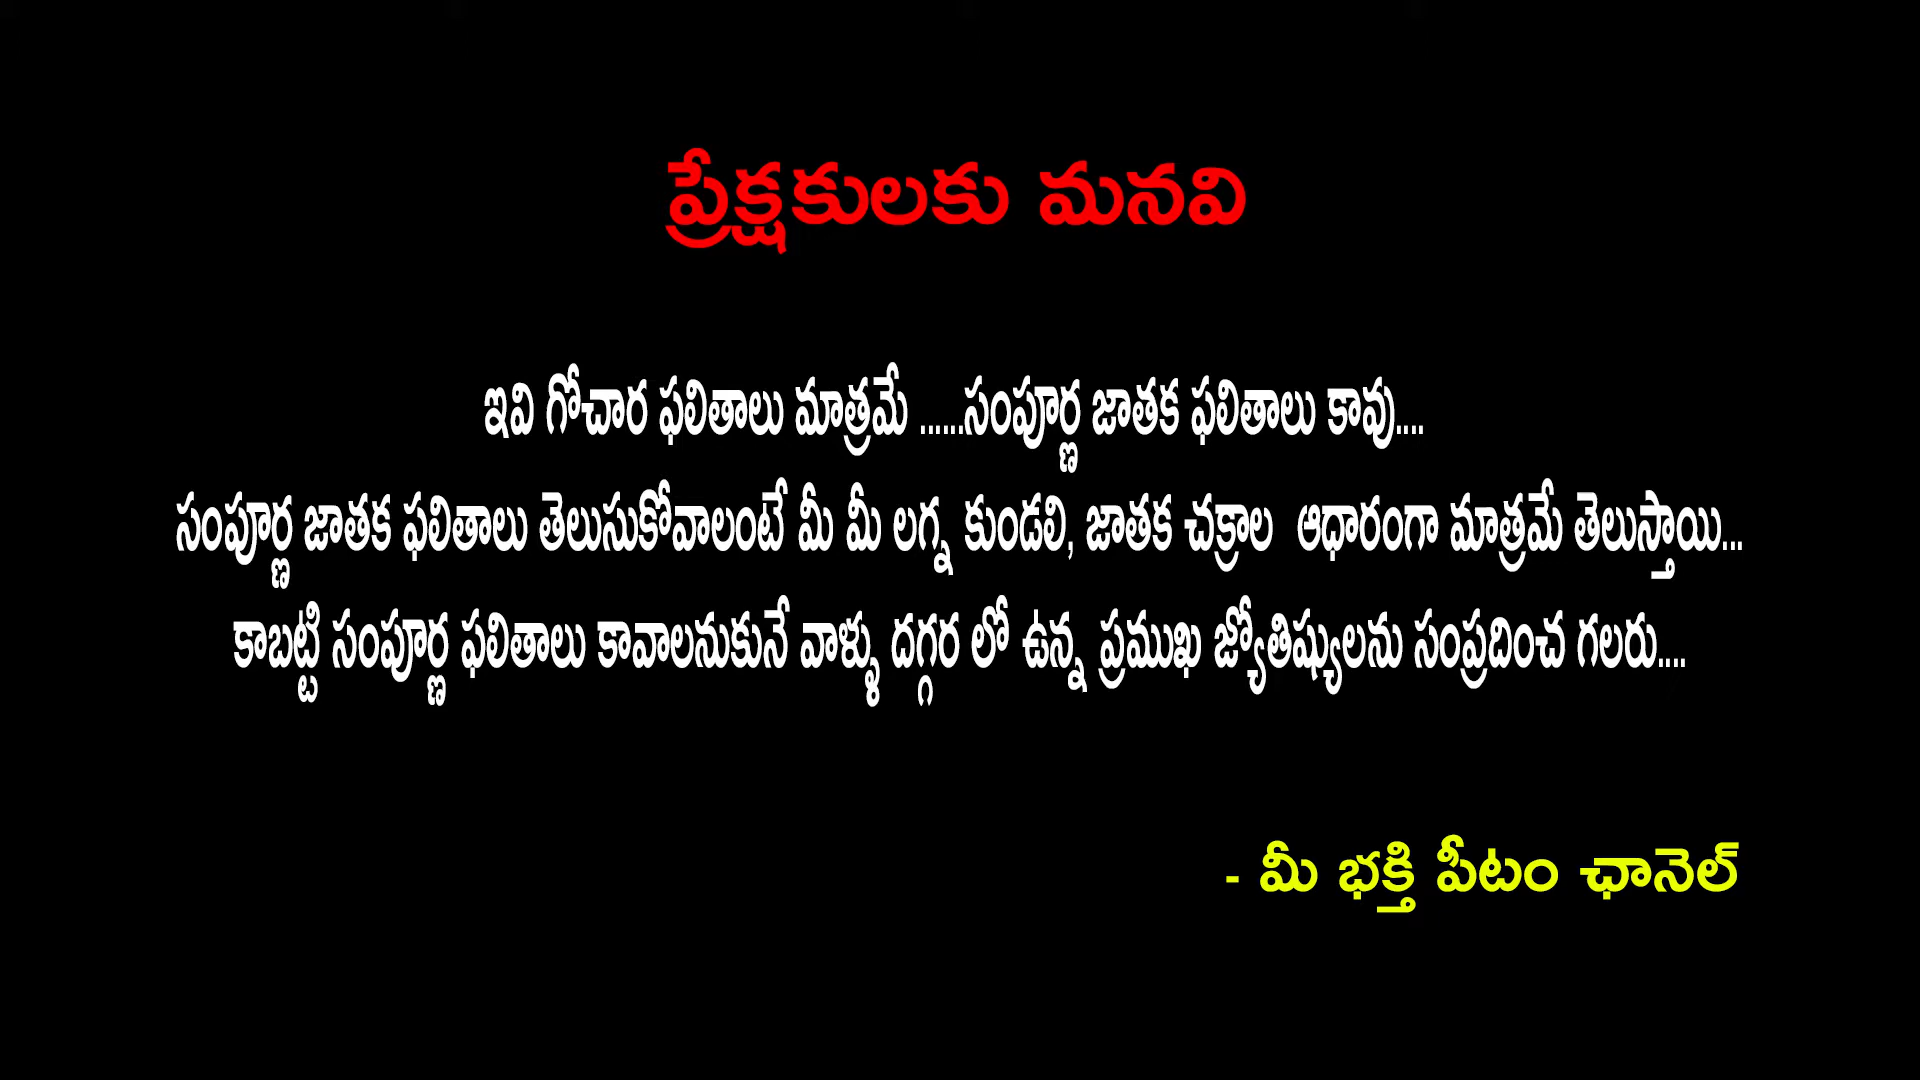 ప్రేక్షకులకు మనవి
ఇవి గోచార ఫలితాలు మాత్రమే ......సంపూర్ణ జాతక ఫలితాలు కావు....
సంపూర్ణ జాతక ఫలితాలు తెలుసుకోవాలంటే మీ మీ లగ్న కుండలి, జాతక చక్రాల ఆధారంగా మాత్రమే తెలుస్తాయి...
కాబట్టి సంపూర్ణ ఫలితాలు కావాలనుకునే వాళ్ళు దగ్గర లో ఉన్న ప్రముఖ జ్యోతిష్యులను సంప్రదించ గలరు....
- మీ భక్తి పీటం ఛానెల్